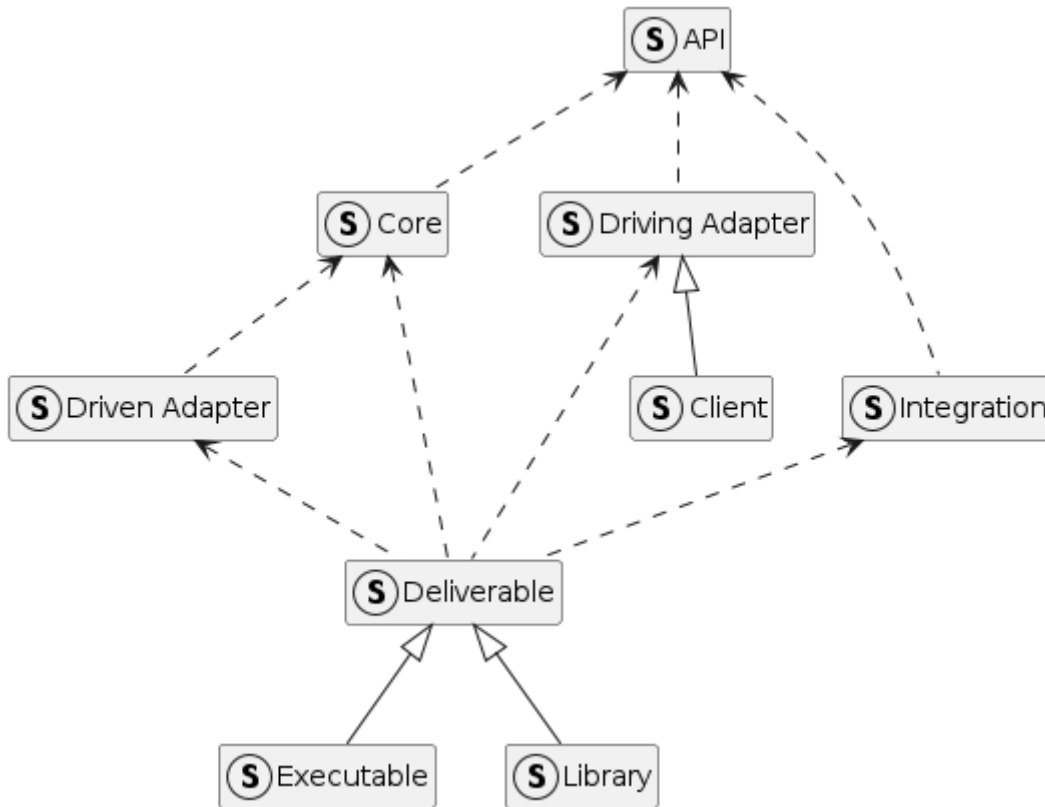 S API
S Core
S Driving Adapter
S Driven Adapter
S Client
S Integration
S Deliverable
S Executable
S Library